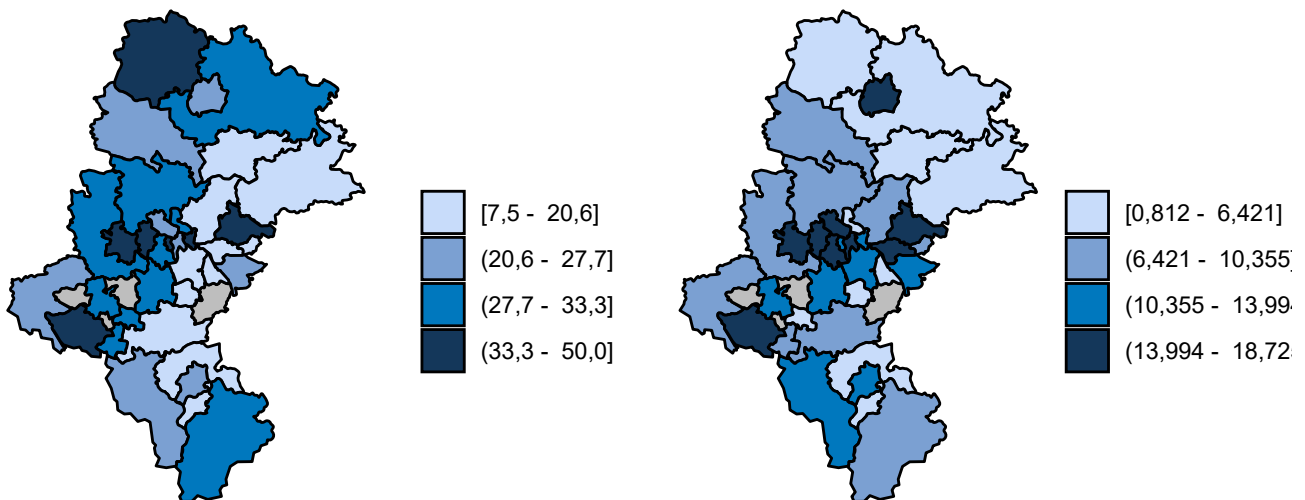 [7,5 - 20,6]
(20,6 - 27,7]
(27,7 - 33,3]
(33,3 - 50,0]
[0,812 - 6,421]
(6,421 - 10,355]
(10,355 - 13,994
(13,994 - 18,72